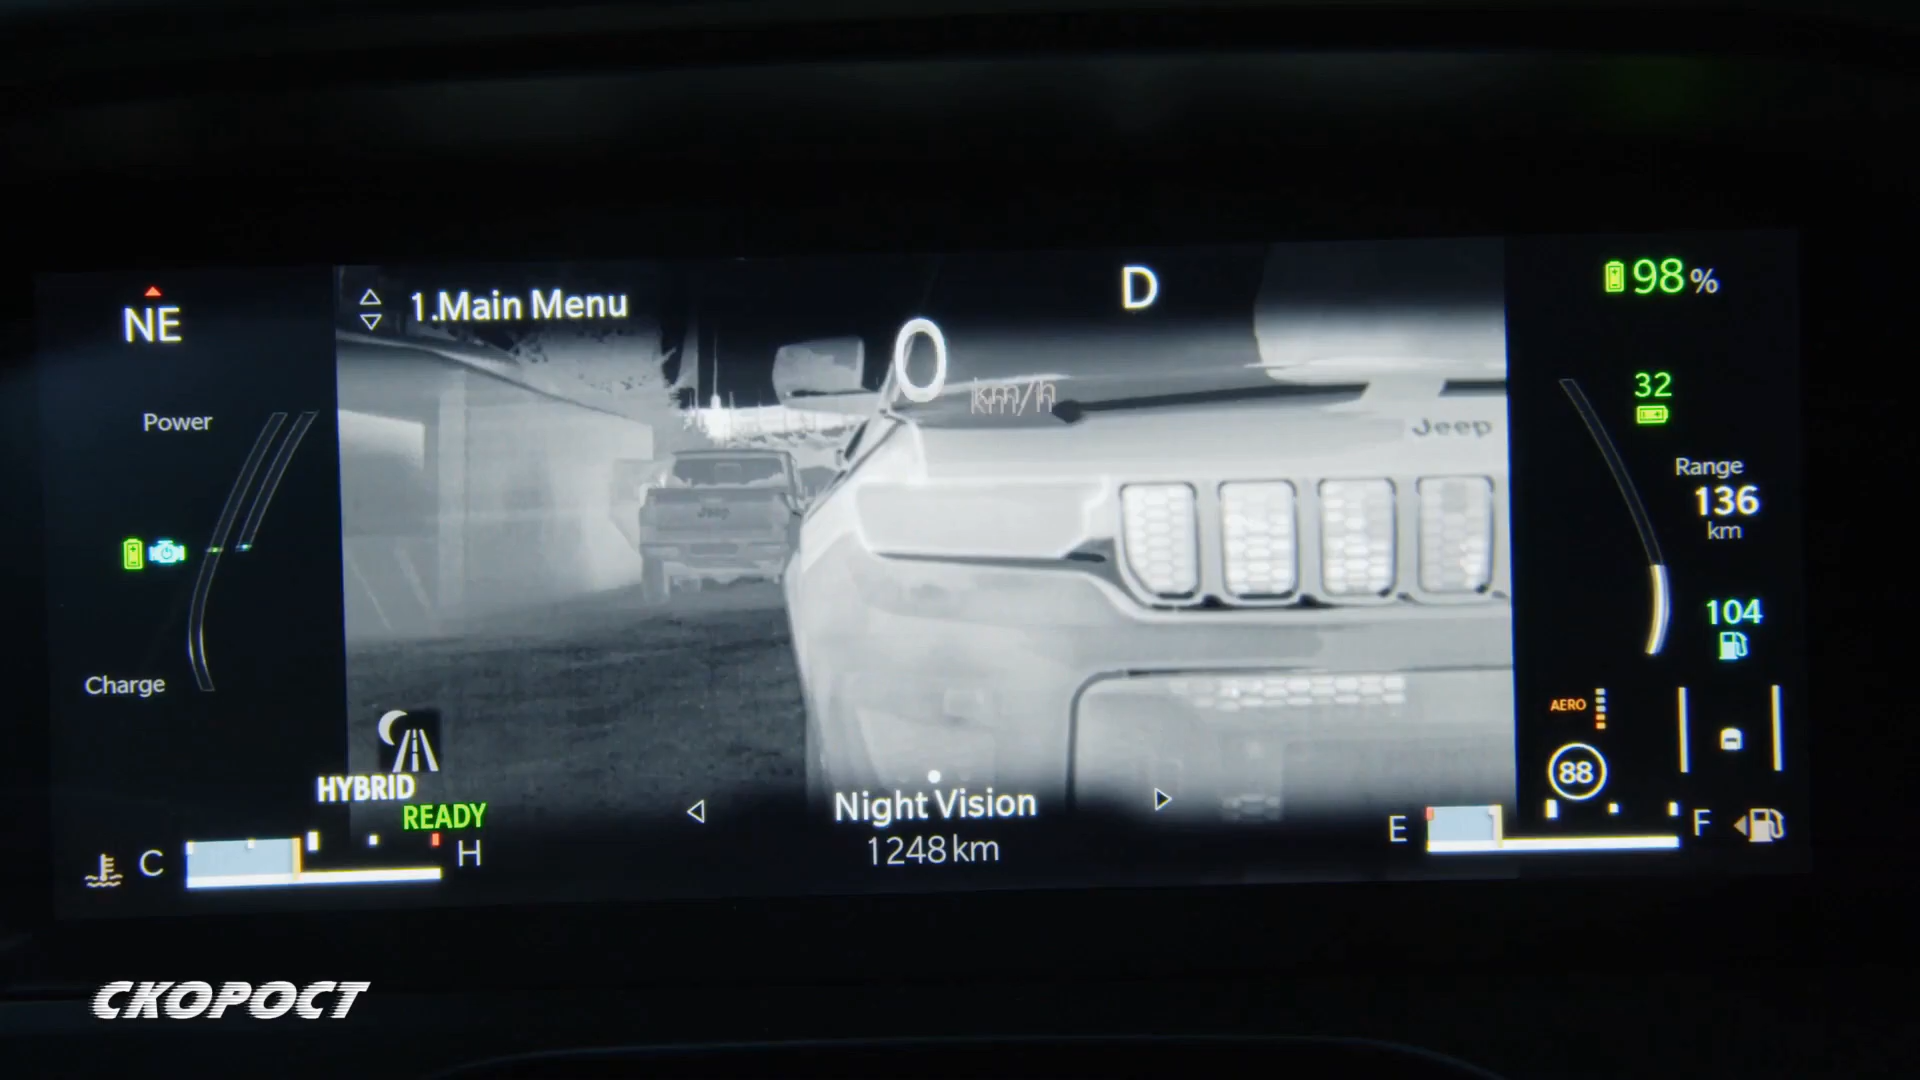 NE
1.Main Menu
D
98%
0
km/h
Power
32
Jeep
Range
136
km
Jeep
104
Charge
AERO
88
HYBRID
READY
Night Vision
1248 km
C
H
E
F
СКОРОСТ